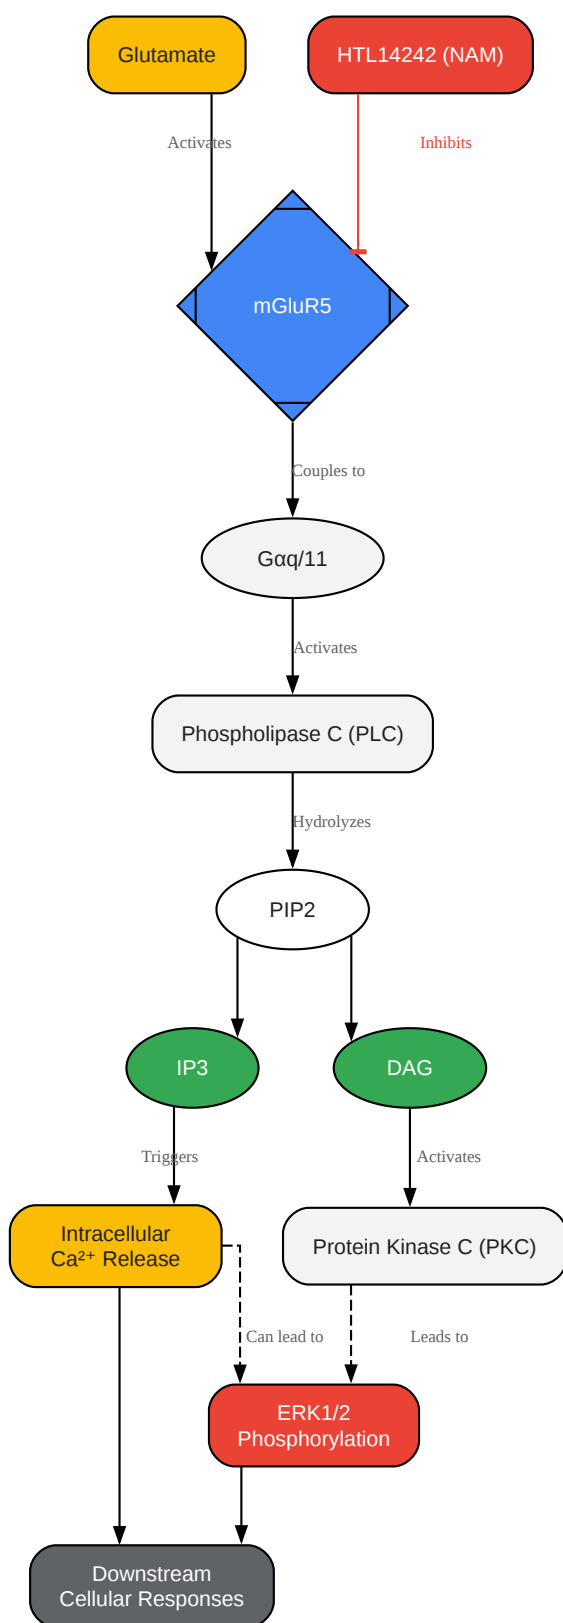 Glutamate
HTL14242 (NAM)
Activates
Inhibits
mGluR5
Couples to
Gαq/11
Activates
Phospholipase C (PLC)
Hydrolyzes
PIP2
IP3
DAG
Triggers
Activates
Intracellular
Ca²⁺ Release
Protein Kinase C (PKC)
Can lead to
Leads to
ERK1/2
Phosphorylation
Downstream
Cellular Responses